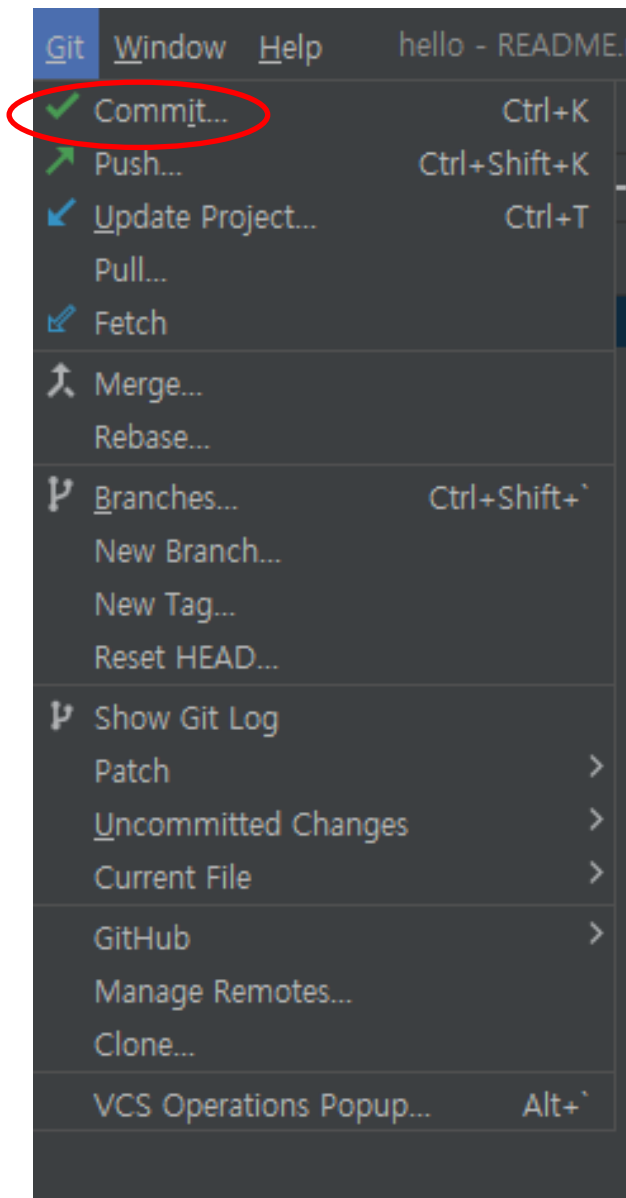 Git Window Help hello - README.
Commit... Ctrl+K
Push... Ctrl+Shift+K
Update Project... Ctrl+T
Pull...
Fetch
Merge...
Rebase...
Branches... Ctrl+Shift+`
New Branch...
New Tag...
Reset HEAD...
Show Git Log
Patch
Uncommitted Changes
Current File
GitHub
Manage Remotes...
Clone...
VCS Operations Popup... Alt+`